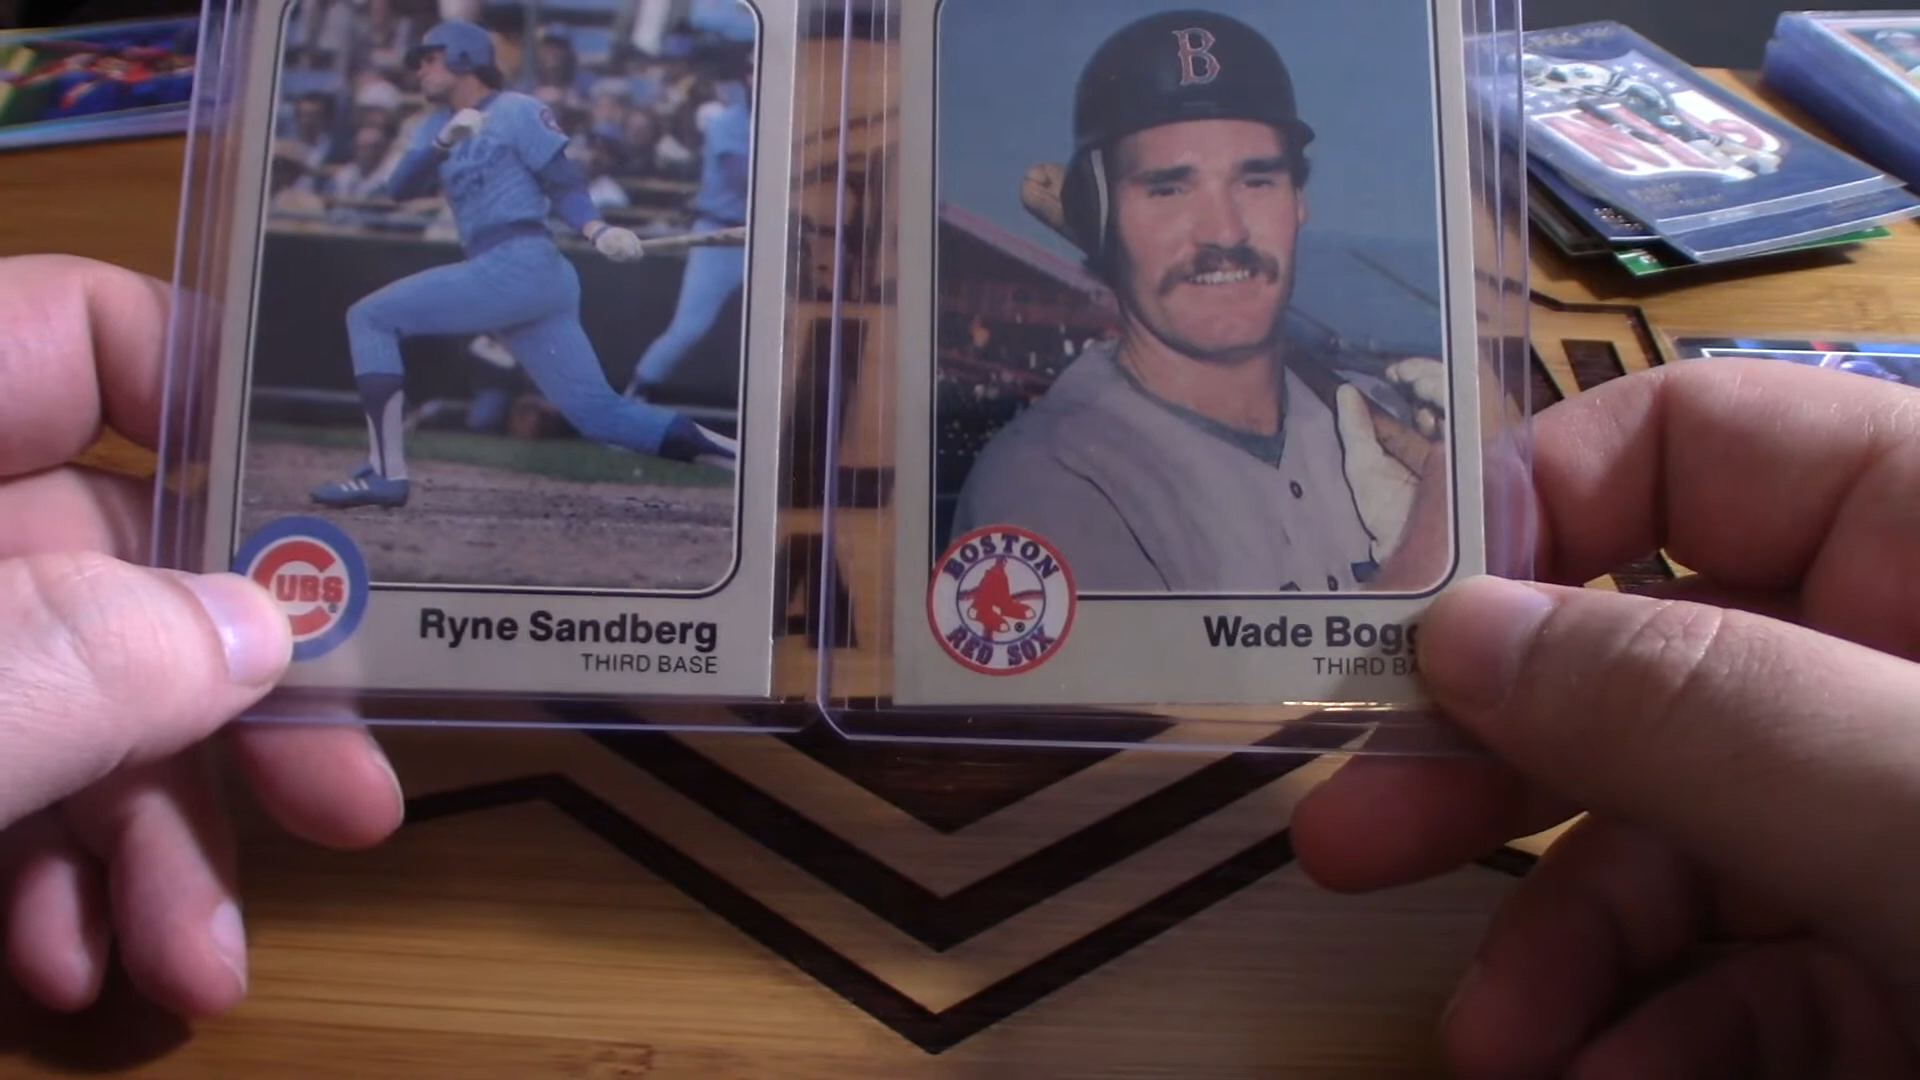 B
CUBS
Ryne Sandberg
THIRD BASE
BOSTON
RED SOX
Wade Bogg
THIRD BA